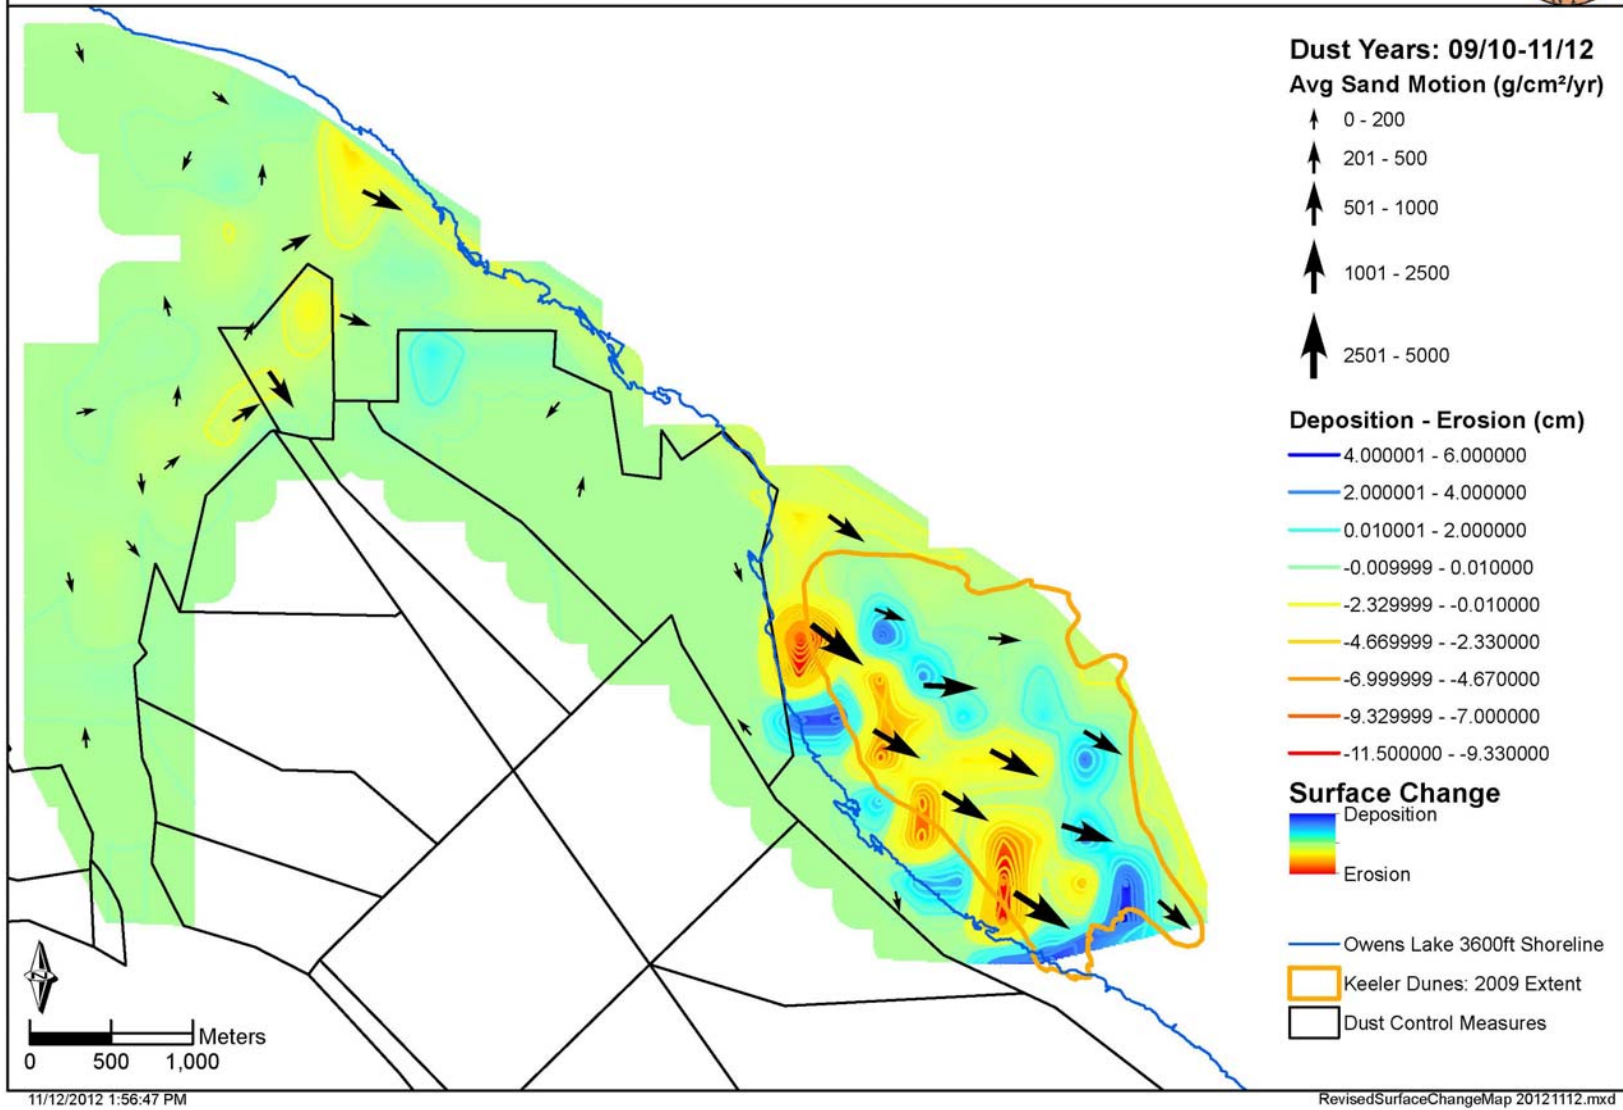 Dust Years: 09/10-11/12
Avg Sand Motion (g/cm²/yr)
0 - 200
201 - 500
501 - 1000
1001 - 2500
2501 - 5000
Deposition - Erosion (cm)
4.000001 - 6.000000
2.000001 - 4.000000
0.010001 - 2.000000
-0.009999 - 0.010000
-2.329999 - -0.010000
-4.669999 - -2.330000
-6.999999 - -4.670000
-9.329999 - -7.000000
-11.500000 - -9.330000
Surface Change
Deposition
Erosion
Owens Lake 3600ft Shoreline
Keeler Dunes: 2009 Extent
Dust Control Measures
N
Meters
0 500 1,000
11/12/2012 1:56:47 PM
RevisedSurfaceChangeMap 20121112.mxd